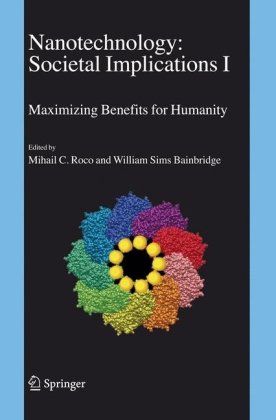 Nanotechnology:
Societal Implications I
Maximizing Benefits for Humanity
Edited by
Mihail C. Roco and William Sims Bainbridge
Springer